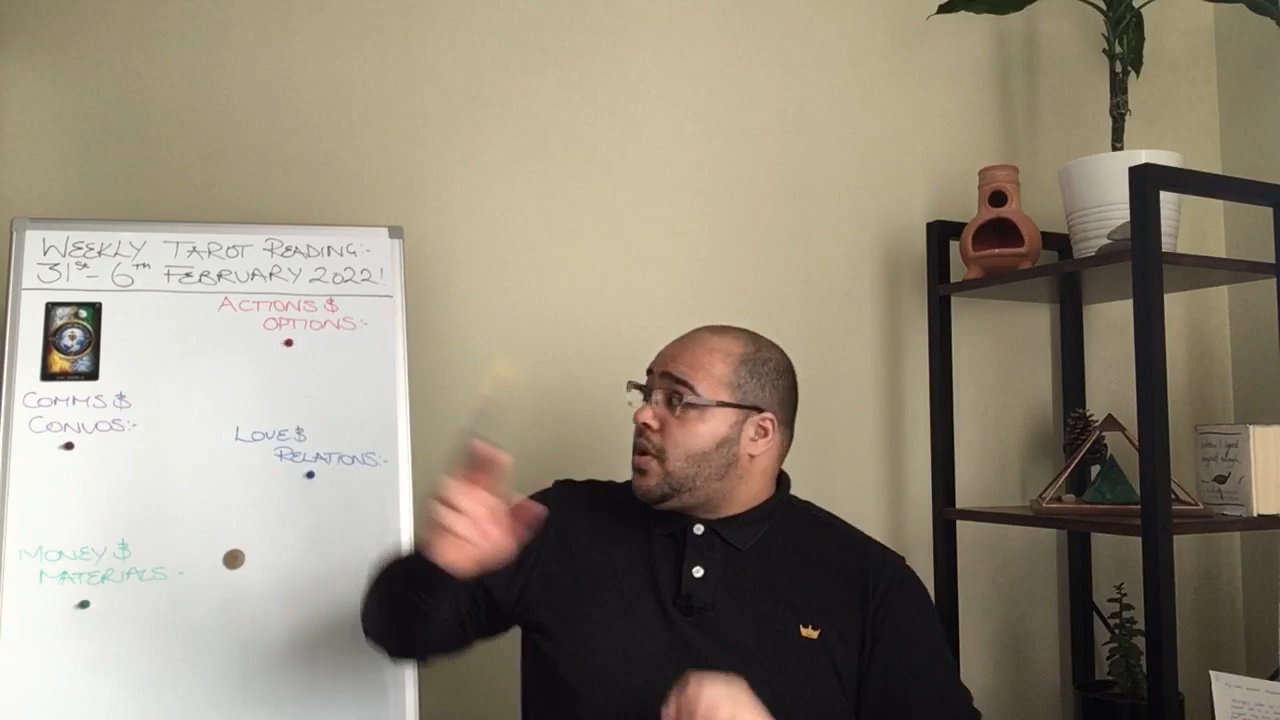 WEEKLY TAROT READING:-
31ST - 6TH FEBRUARY 2022!
ACTIONS &
OPTIONS:-
COMMS &
CONVOS:-
LOVE &
RELATIONS:-
MONEY &
MATERIALS:-